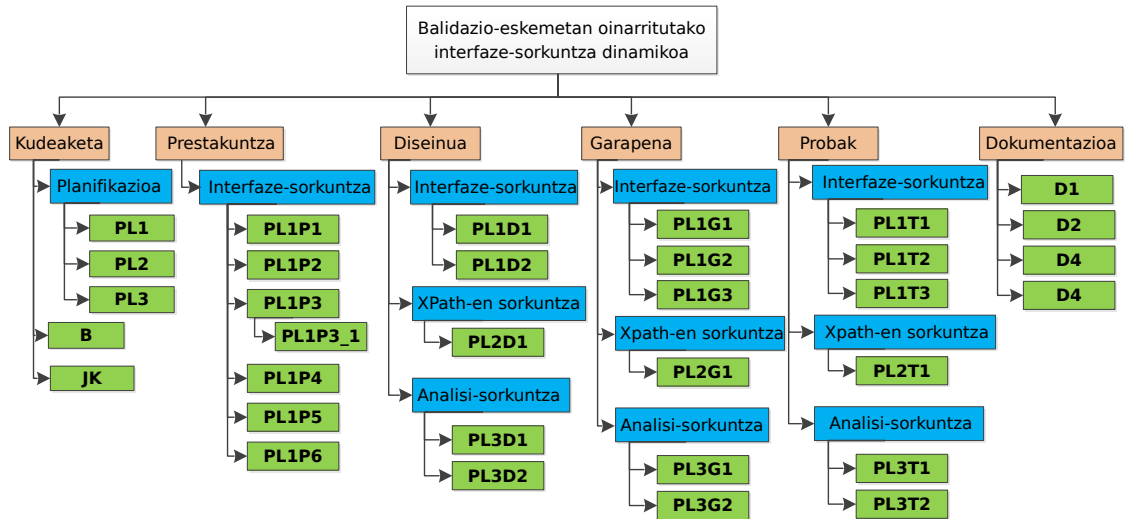 Balidazio-eskemetan oinarritutako
interfaze-sorkuntza dinamikoa
Kudeaketa
Planifikazioa
PL1
PL2
PL3
B
JK
Prestakuntza
Interfaze-sorkuntza
PL1P1
PL1P2
PL1P3
PL1P3_1
PL1P4
PL1P5
PL1P6
Diseinua
Interfaze-sorkuntza
PL1D1
PL1D2
XPath-en sorkuntza
PL2D1
Analisi-sorkuntza
PL3D1
PL3D2
Garapena
Interfaze-sorkuntza
PL1G1
PL1G2
PL1G3
Xpath-en sorkuntza
PL2G1
Analisi-sorkuntza
PL3G1
PL3G2
Probak
Interfaze-sorkuntza
PL1T1
PL1T2
PL1T3
Xpath-en sorkuntza
PL2T1
Analisi-sorkuntza
PL3T1
PL3T2
Dokumentazioa
D1
D2
D4
D4